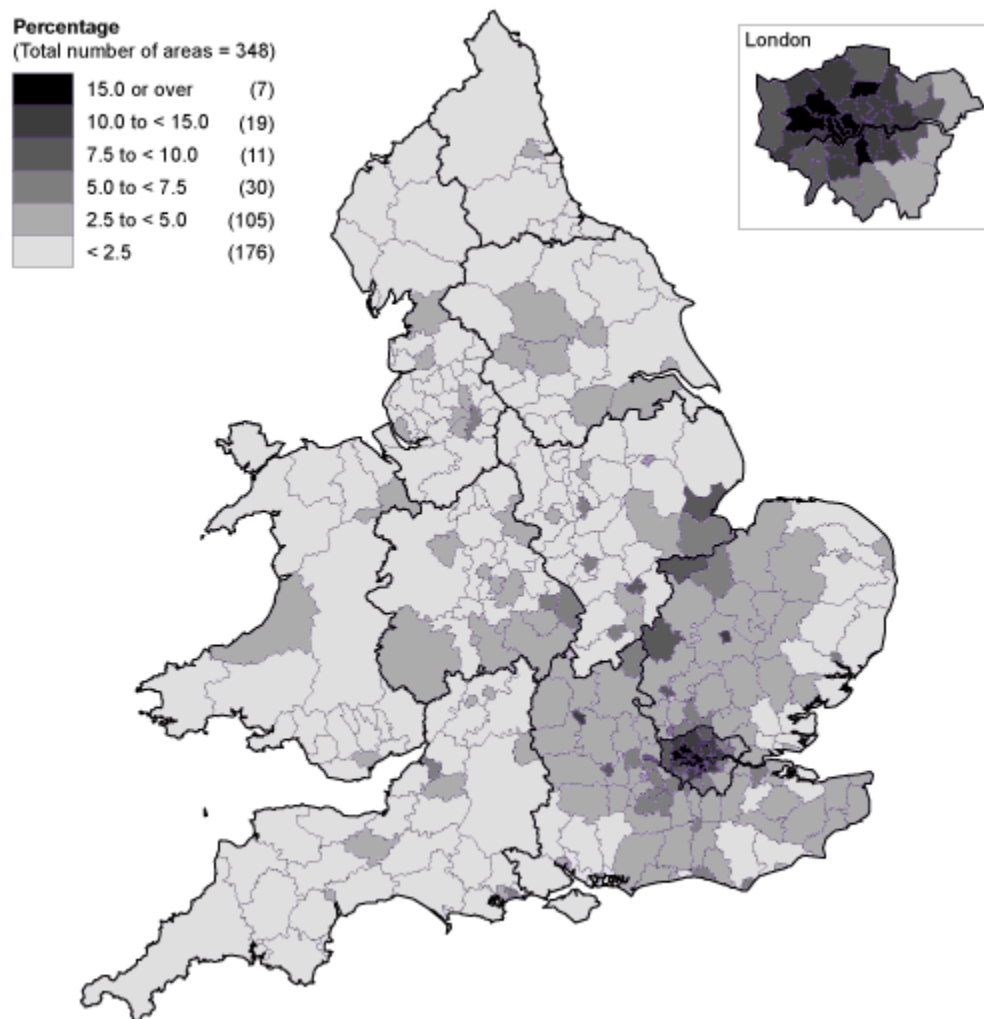 Percentage
(Total number of areas = 348)
15.0 or over (7)
10.0 to < 15.0 (19)
7.5 to < 10.0 (11)
5.0 to < 7.5 (30)
2.5 to < 5.0 (105)
< 2.5 (176)
London